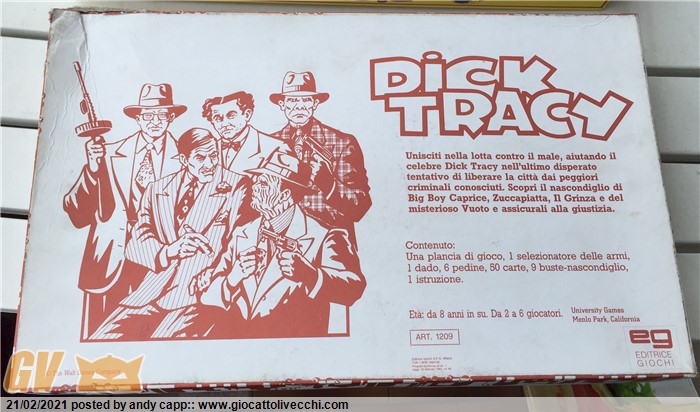 DICK
TRACY
Unisciti nella lotta contro il male, aiutando il
celebre Dick Tracy nell'ultimo disperato
tentativo di liberare la città dai peggiori
criminali conosciuti. Scopri il nascondiglio di
Big Boy Caprice, Zuccapiatta, Il Grinza e del
misterioso Vuoto e assicurali alla giustizia.
Contenuto:
Una plancia di gioco, 1 selezionatore delle armi,
1 dado, 6 pedine, 50 carte, 9 buste-nascondiglio,
1 istruzione.
Età: da 8 anni in su. Da 2 a 6 giocatori.
University Games
Menlo Park, California
ART. 1209
eg
EDITRICE
GIOCHI
GV
21/02/2021 posted by andy capp:: www.giocattolivecchi.com